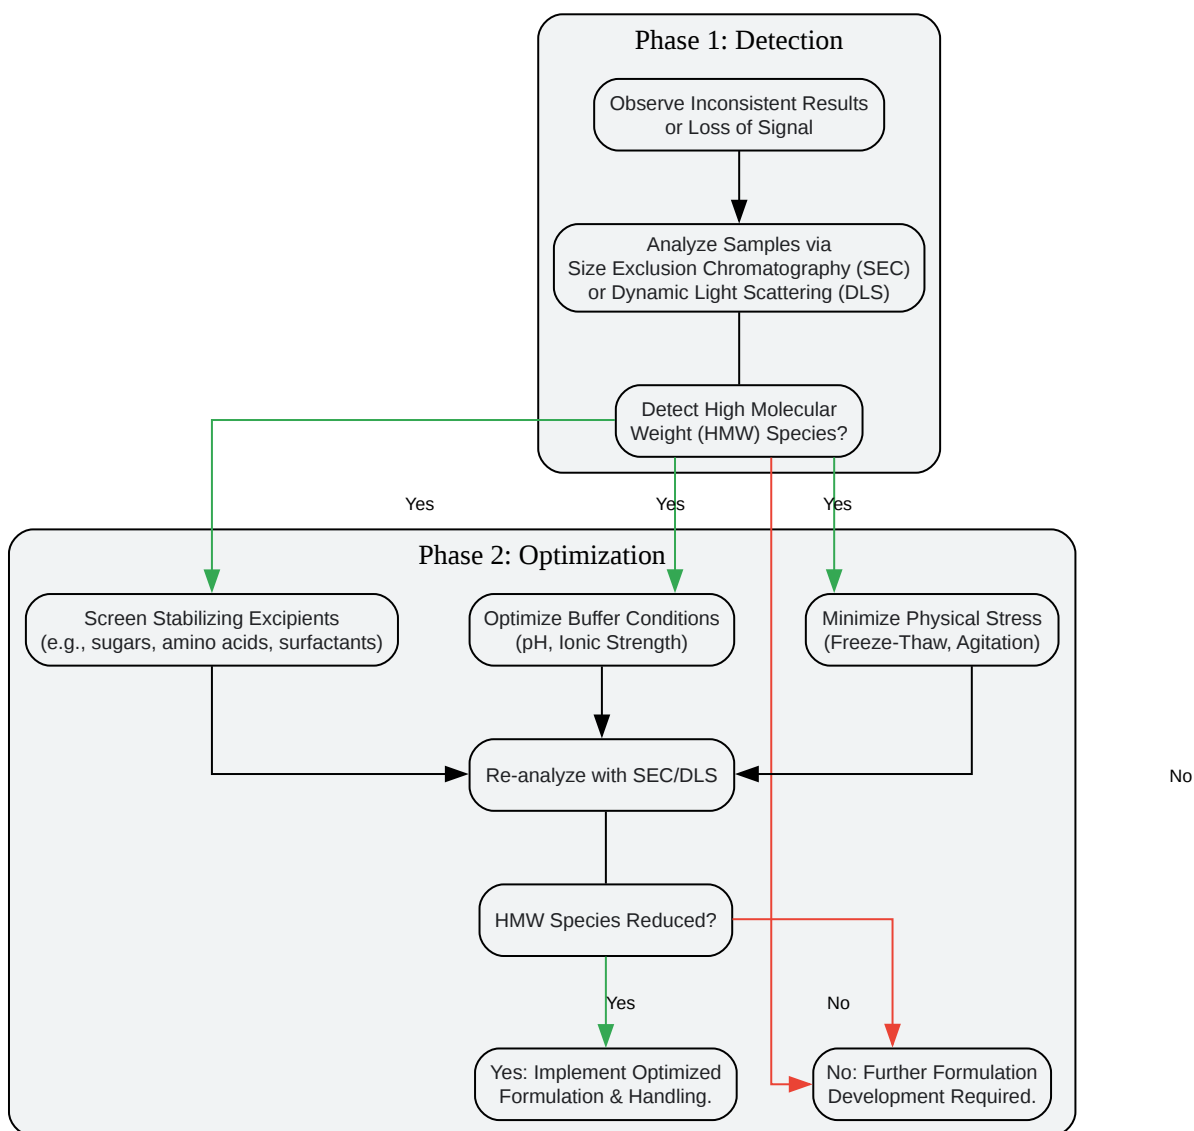 Phase 1: Detection
Observe Inconsistent Results
or Loss of Signal
Analyze Samples via
Size Exclusion Chromatography (SEC)
or Dynamic Light Scattering (DLS)
Detect High Molecular
Weight (HMW) Species?
Yes
Yes
Yes
Phase 2: Optimization
Screen Stabilizing Excipients
(e.g., sugars, amino acids, surfactants)
Optimize Buffer Conditions
(pH, Ionic Strength)
Minimize Physical Stress
(Freeze-Thaw, Agitation)
Re-analyze with SEC/DLS
No
HMW Species Reduced?
Yes
No
Yes: Implement Optimized
Formulation & Handling.
No: Further Formulation
Development Required.